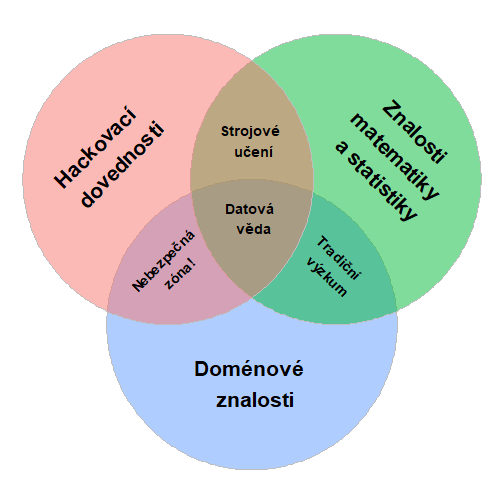 Hackovací
dovednosti
Znalosti
matematiky
a statistiky
Strojové
učení
Datová
věda
Nebezpečná
zóna!
Tradiční
výzkum
Doménové
znalosti